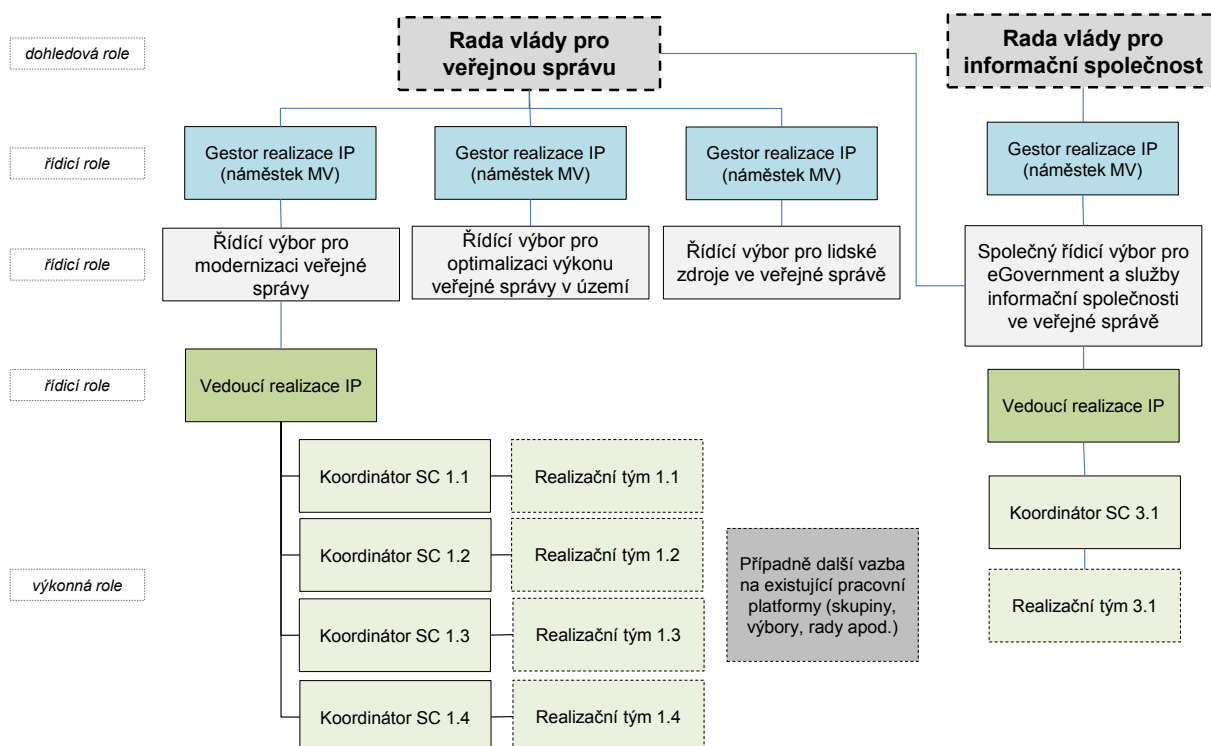 dohledová role
Rada vlády pro
veřejnou správu
Rada vlády pro
informační společnost
řídicí role
Gestor realizace IP
(náměstek MV)
Gestor realizace IP
(náměstek MV)
Gestor realizace IP
(náměstek MV)
Gestor realizace IP
(náměstek MV)
řídicí role
Řídící výbor pro
modernizaci veřejné
správy
Řídící výbor pro
optimalizaci výkonu
veřejné správy v území
Řídící výbor pro lidské
zdroje ve veřejné správě
Společný řídicí výbor pro
eGovernment a služby
informační společnosti
ve veřejné správě
řídicí role
Vedoucí realizace IP
Vedoucí realizace IP
výkonná role
Koordinátor SC 1.1
Realizační tým 1.1
Koordinátor SC 1.2
Realizační tým 1.2
Koordinátor SC 1.3
Realizační tým 1.3
Koordinátor SC 1.4
Realizační tým 1.4
Případně další vazba
na existující pracovní
platformy (skupiny,
výbory, rady apod.)
Koordinátor SC 3.1
Realizační tým 3.1